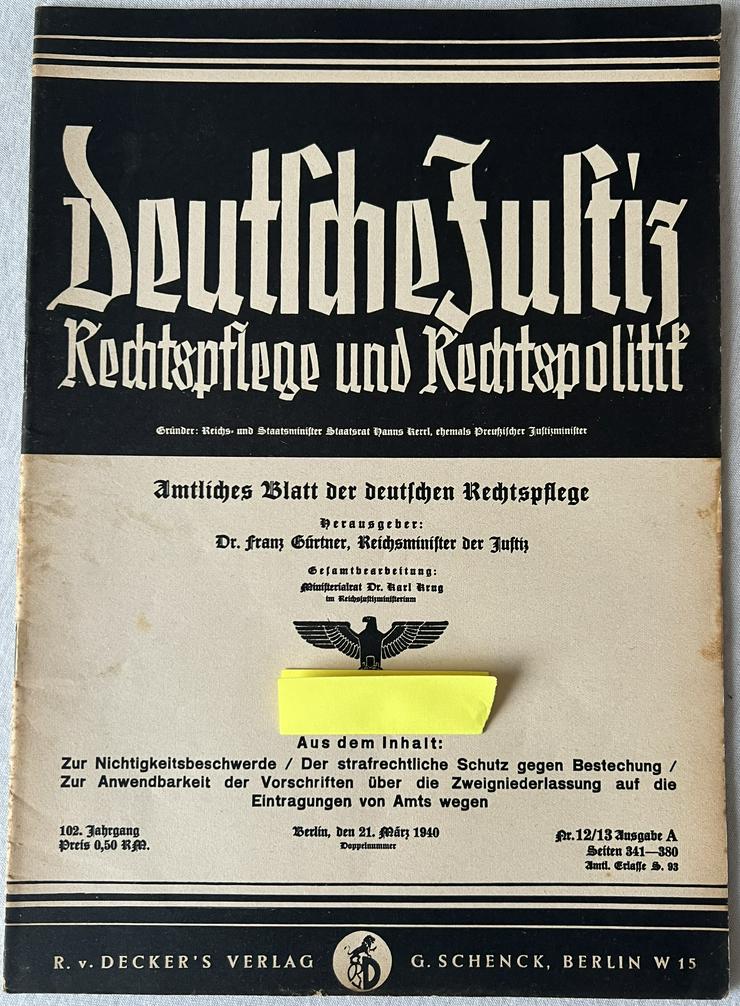 Deutsche Justiz
Rechtspflege und Rechtspolitik
Gründer: Reichs- und Staatsminister Staatsrat Hanns Kerrl, ehemals Preußischer Justizminister
Amtliches Blatt der deutschen Rechtspflege
Herausgeber:
Dr. Franz Gürtner, Reichsminister der Justiz
Gesamtbearbeitung:
Ministerialrat Dr. Karl Krug
im Reichsjustizministerium
Aus dem Inhalt:
Zur Nichtigkeitsbeschwerde / Der strafrechtliche Schutz gegen Bestechung /
Zur Anwendbarkeit der Vorschriften über die Zweigniederlassung auf die
Eintragungen von Amts wegen
102. Jahrgang
Preis 0,50 RM.
Berlin, den 21. März 1940
Doppelnummer
Nr. 12/13 Ausgabe A
Seiten 341—380
Amtl. Erlasse S. 93
R. v. DECKER'S VERLAG
D
G. SCHENCK, BERLIN W 15